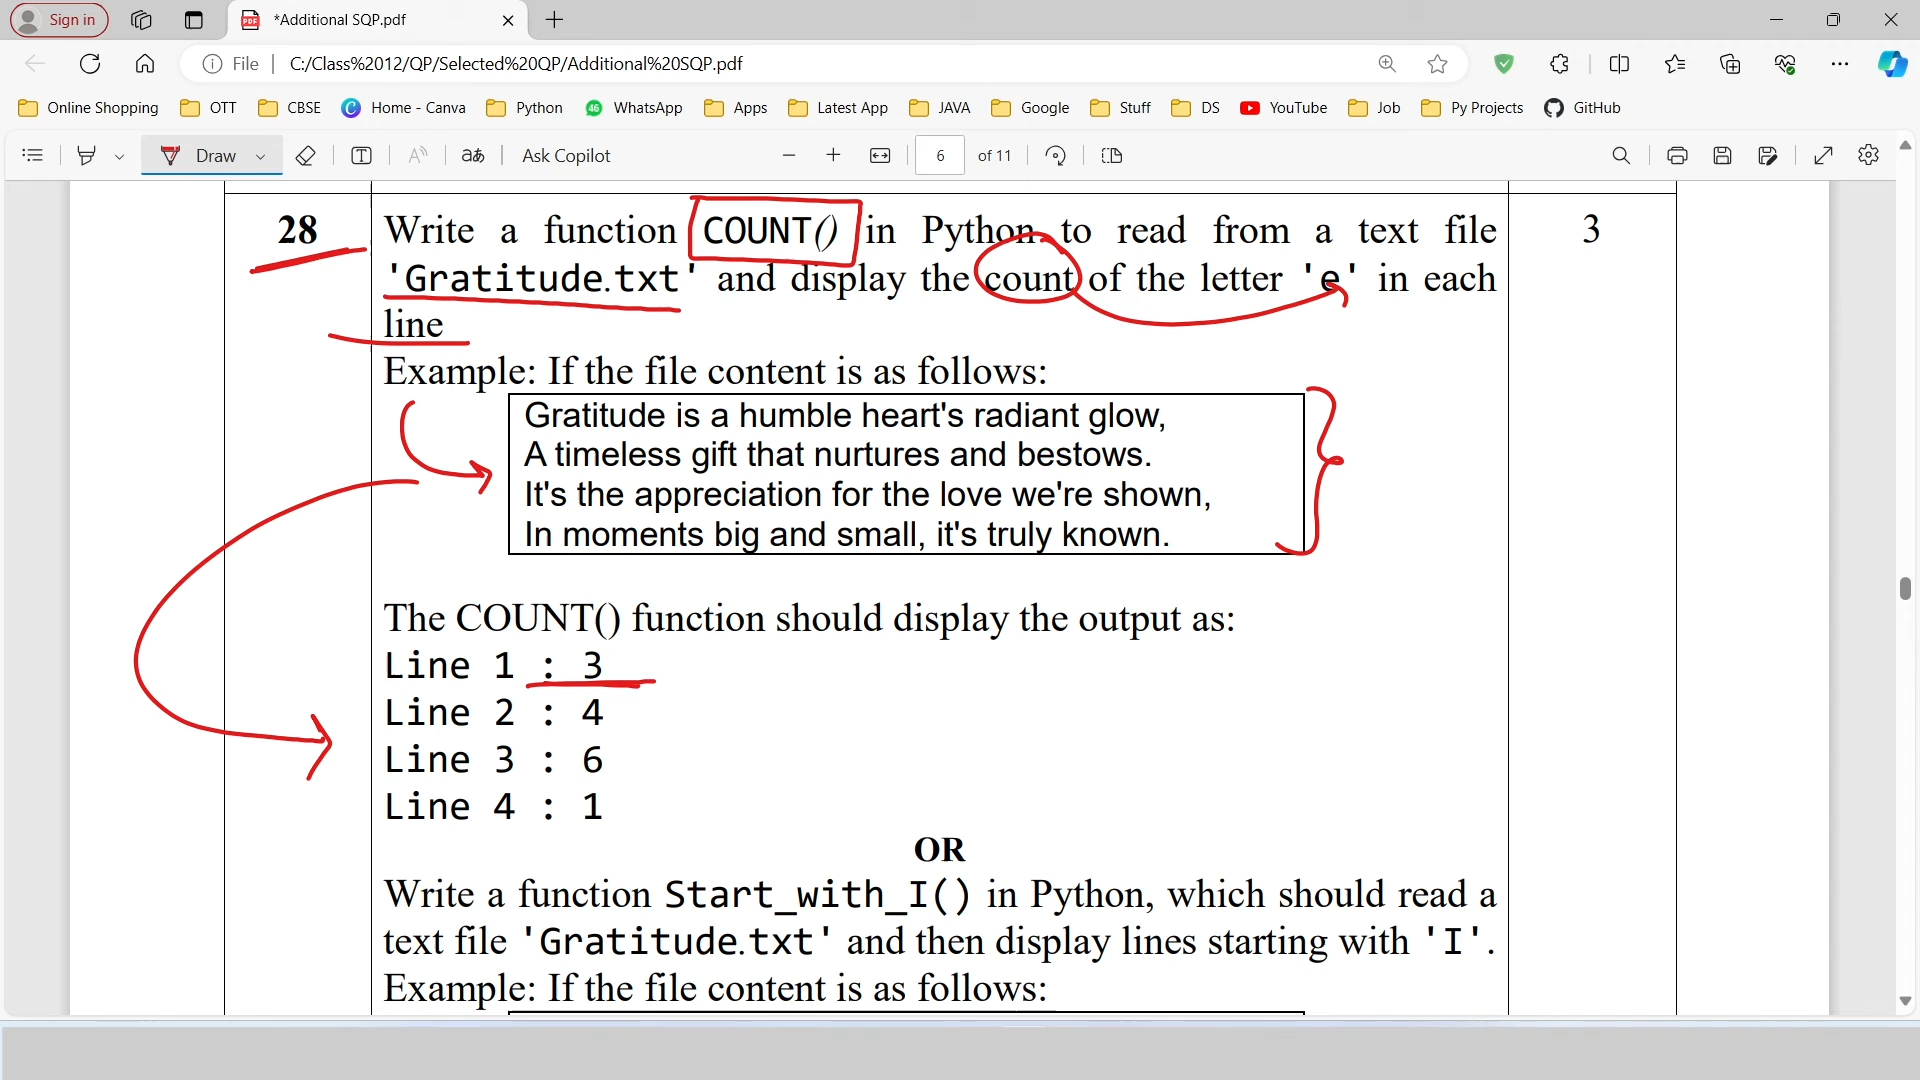 Sign in
*Additional SQP.pdf
File
C:/Class%2012/QP/Selected%20QP/Additional%20SQP.pdf
Online Shopping OTT CBSE Home - Canva Python WhatsApp Apps Latest App JAVA Google Stuff DS YouTube Job Py Projects GitHub
Draw
Ask Copilot
6 of 11
28 Write a function COUNT() in Python to read from a text file 3
'Gratitude.txt' and display the count of the letter 'e' in each
line
Example: If the file content is as follows:
Gratitude is a humble heart's radiant glow,
A timeless gift that nurtures and bestows.
It's the appreciation for the love we're shown,
In moments big and small, it's truly known.
The COUNT() function should display the output as:
Line 1 : 3
Line 2 : 4
Line 3 : 6
Line 4 : 1
OR
Write a function Start_with_I() in Python, which should read a
text file 'Gratitude.txt' and then display lines starting with 'I'.
Example: If the file content is as follows: